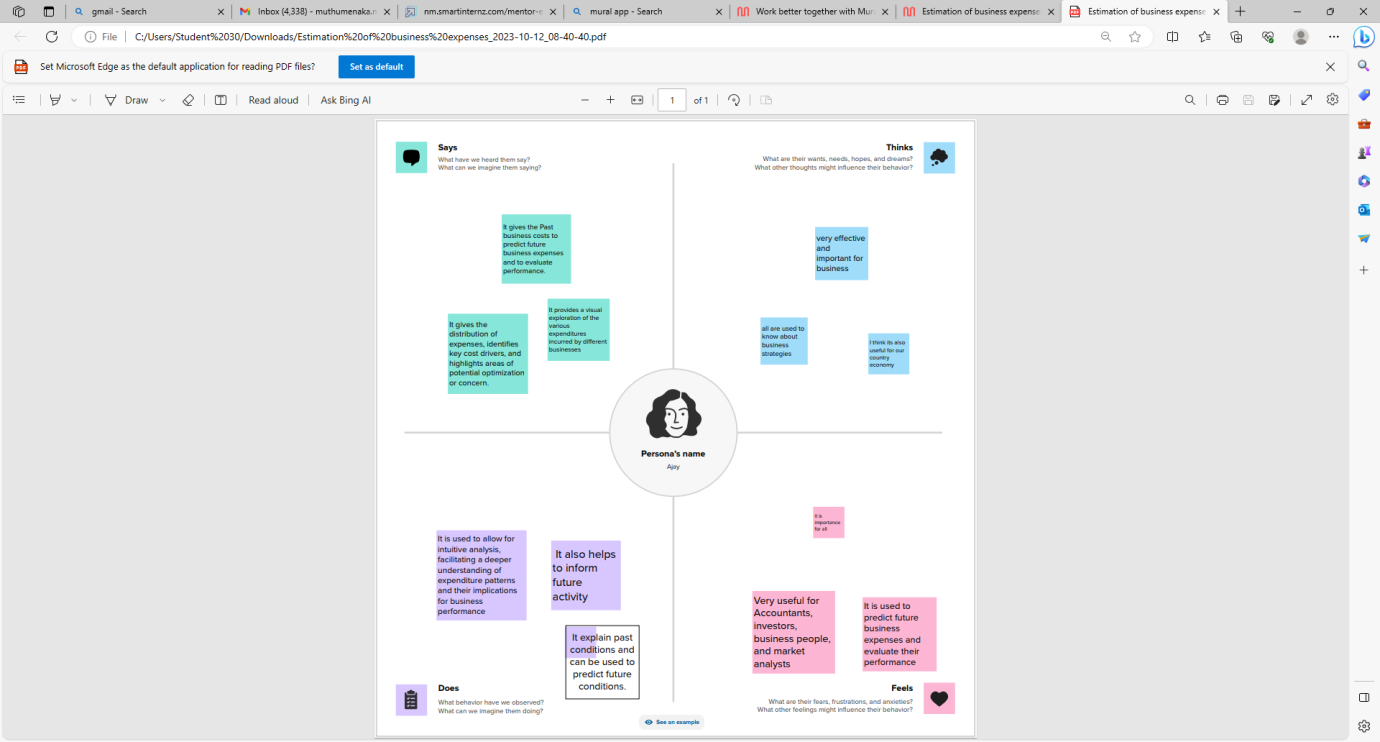 gmail - Search
Inbox (4,338) - muthumenaka.n
nm.smartinternz.com/mentor-e
mural app - Search
Work better together with Mura
Estimation of business expense
Estimation of business expense
File
C:/Users/Student%2030/Downloads/Estimation%20of%20business%20expenses_2023-10-12_08-40-40.pdf
Set Microsoft Edge as the default application for reading PDF files?
Set as default
Draw
Read aloud
Ask Bing AI
1
of 1
Says
What have we heard them say?
What can we imagine them saying?
Thinks
What are their wants, needs, hopes, and dreams?
What other thoughts might influence their behavior?
It gives the Past
business costs to
predict future
business expenses
and to evaluate
performance.
It gives the
distribution of
expenses, identifies
key cost drivers, and
highlights areas of
potential optimization
or concern.
It provides a visual
exploration of the
various
expenditures
incurred by different
businesses
very effective
and
important for
business
all are used to
know about
business
strategies
I think its also
useful for our
country
economy
Persona's name
Ajay
It is used to allow for
intuitive analysis,
facilitating a deeper
understanding of
expenditure patterns
and their implications
for business
performance
It also helps
to inform
future
activity
It explain past
conditions and
can be used to
predict future
conditions.
It is
importance
for all
Very useful for
Accountants,
investors,
business people,
and market
analysts
It is used to
predict future
business
expenses and
evaluate their
performance
Does
What behavior have we observed?
What can we imagine them doing?
Feels
What are their fears, frustrations, and anxieties?
What other feelings might influence their behavior?
See an example